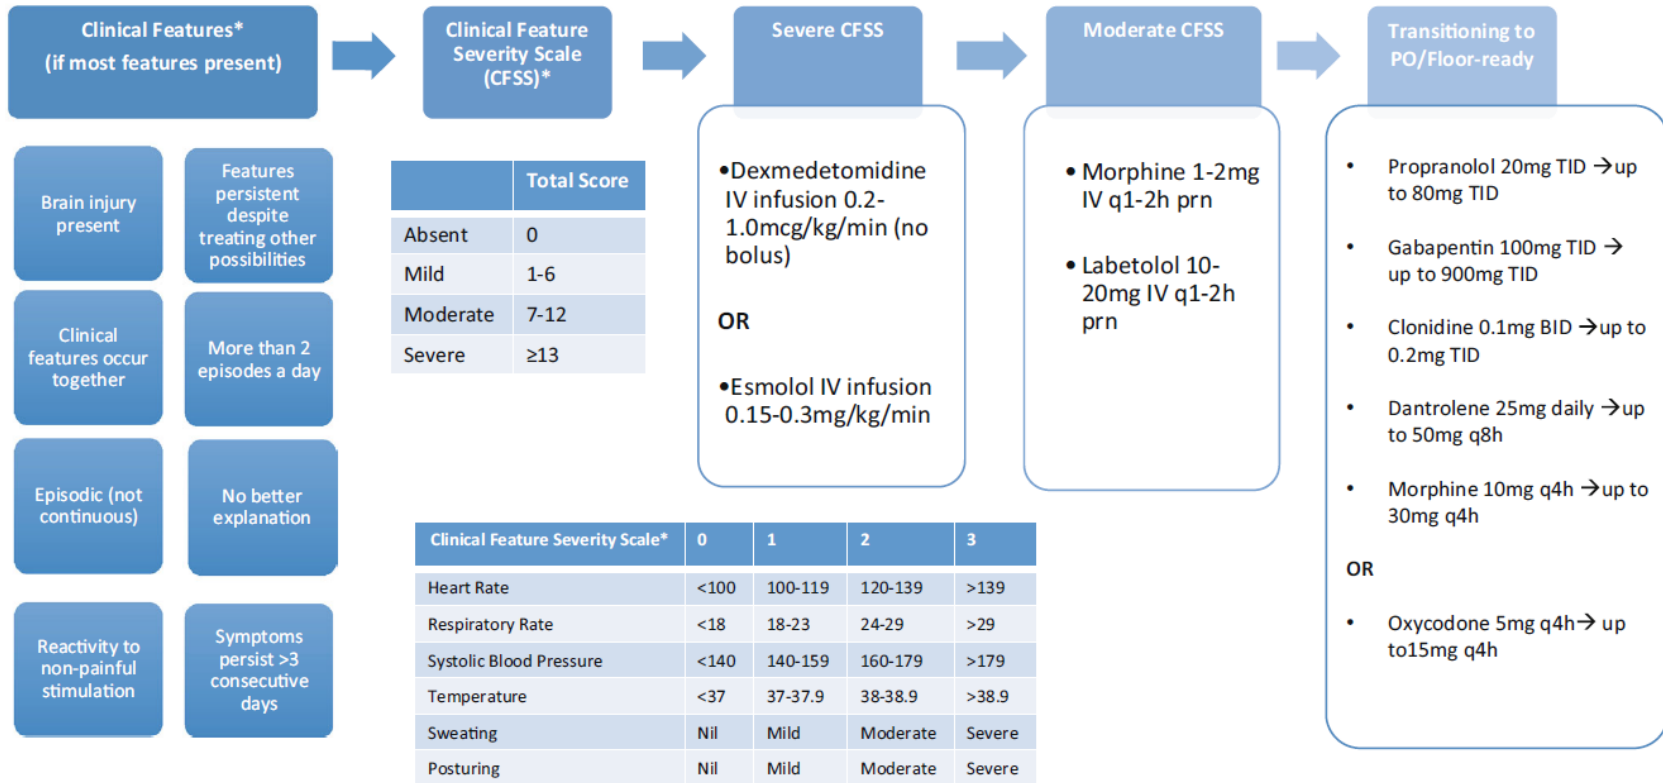 Clinical Features*
(if most features present)
Clinical Feature
Severity Scale
(CFSS)*
Severe CFSS
Moderate CFSS
Transitioning to
PO/Floor-ready
Brain injury
present
Features
persistent
despite
treating other
possibilities
Clinical
features occur
together
More than 2
episodes a day
Episodic (not
continuous)
No better
explanation
Reactivity to
non-painful
stimulation
Symptoms
persist >3
consecutive
days
Total Score
Absent 0
Mild 1-6
Moderate 7-12
Severe ≥13
•Dexmedetomidine
IV infusion 0.2-
1.0mcg/kg/min (no
bolus)
OR
•Esmolol IV infusion
0.15-0.3mg/kg/min
• Morphine 1-2mg
IV q1-2h prn
• Labetolol 10-
20mg IV q1-2h
prn
• Propranolol 20mg TID →up
to 80mg TID
• Gabapentin 100mg TID →
up to 900mg TID
• Clonidine 0.1mg BID →up to
0.2mg TID
• Dantrolene 25mg daily →up
to 50mg q8h
• Morphine 10mg q4h →up to
30mg q4h
OR
• Oxycodone 5mg q4h→ up
to15mg q4h
Clinical Feature Severity Scale* 0 1 2 3
Heart Rate <100 100-119 120-139 >139
Respiratory Rate <18 18-23 24-29 >29
Systolic Blood Pressure <140 140-159 160-179 >179
Temperature <37 37-37.9 38-38.9 >38.9
Sweating Nil Mild Moderate Severe
Posturing Nil Mild Moderate Severe